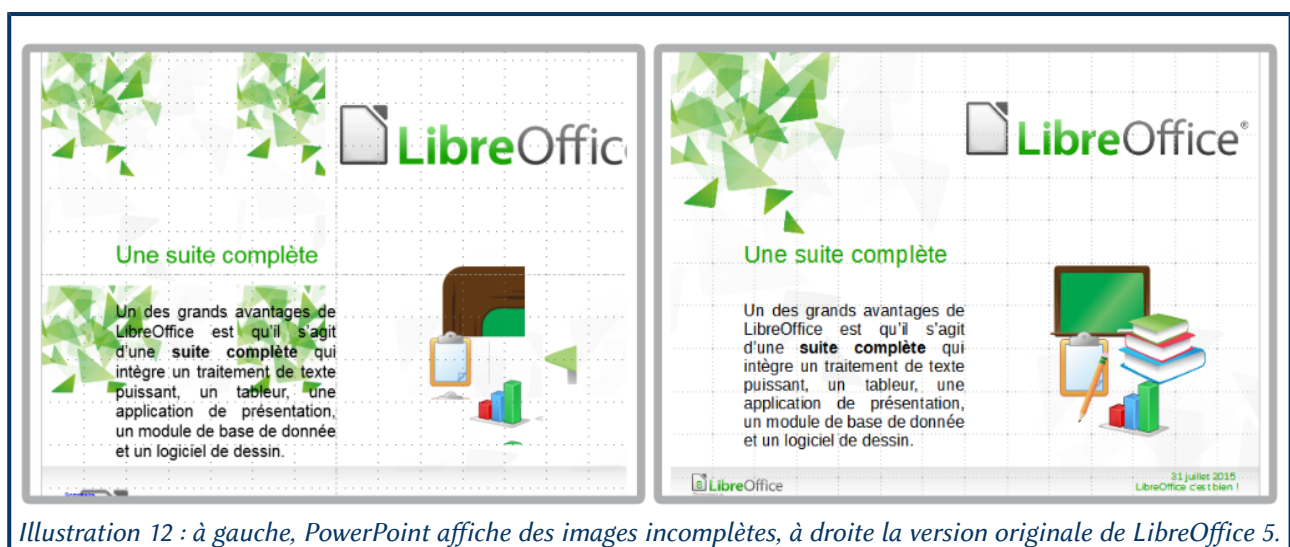 LibreOffic
Une suite complète
Un des grands avantages de
LibreOffice est qu'il s'agit
d'une suite complète qui
intègre un traitement de texte
puissant, un tableur, une
application de présentation,
un module de base de donnée
et un logiciel de dessin.
LibreOffice®
Une suite complète
Un des grands avantages de
LibreOffice est qu'il s'agit
d'une suite complète qui
intègre un traitement de texte
puissant, un tableur, une
application de présentation,
un module de base de donnée
et un logiciel de dessin.
LibreOffice
31 juillet 2015
LibreOffice c'est bien !
Illustration 12 : à gauche, PowerPoint affiche des images incomplètes, à droite la version originale de LibreOffice 5.